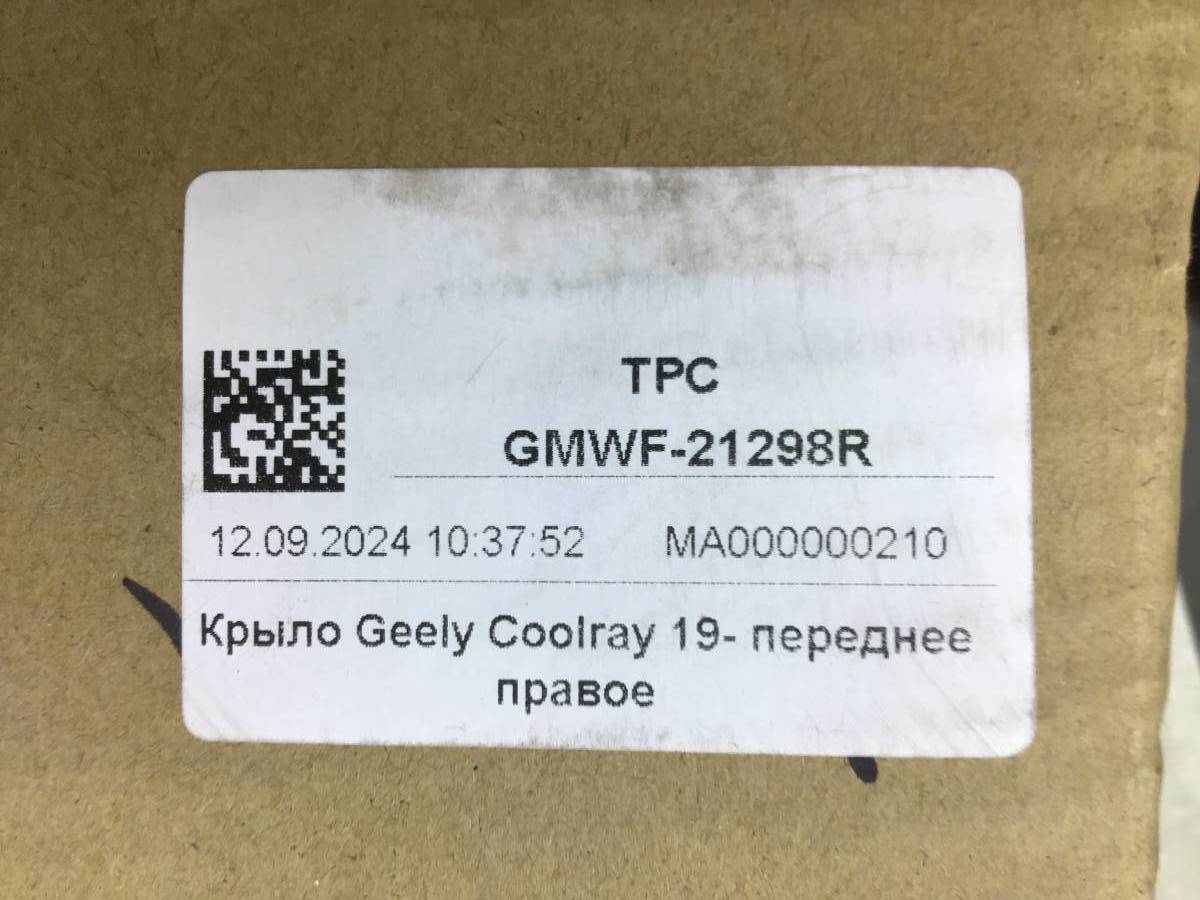 TPC
GMWF-21298R
12.09.2024 10:37:52 MA000000210
Крыло Geely Coolray 19- переднее
правое